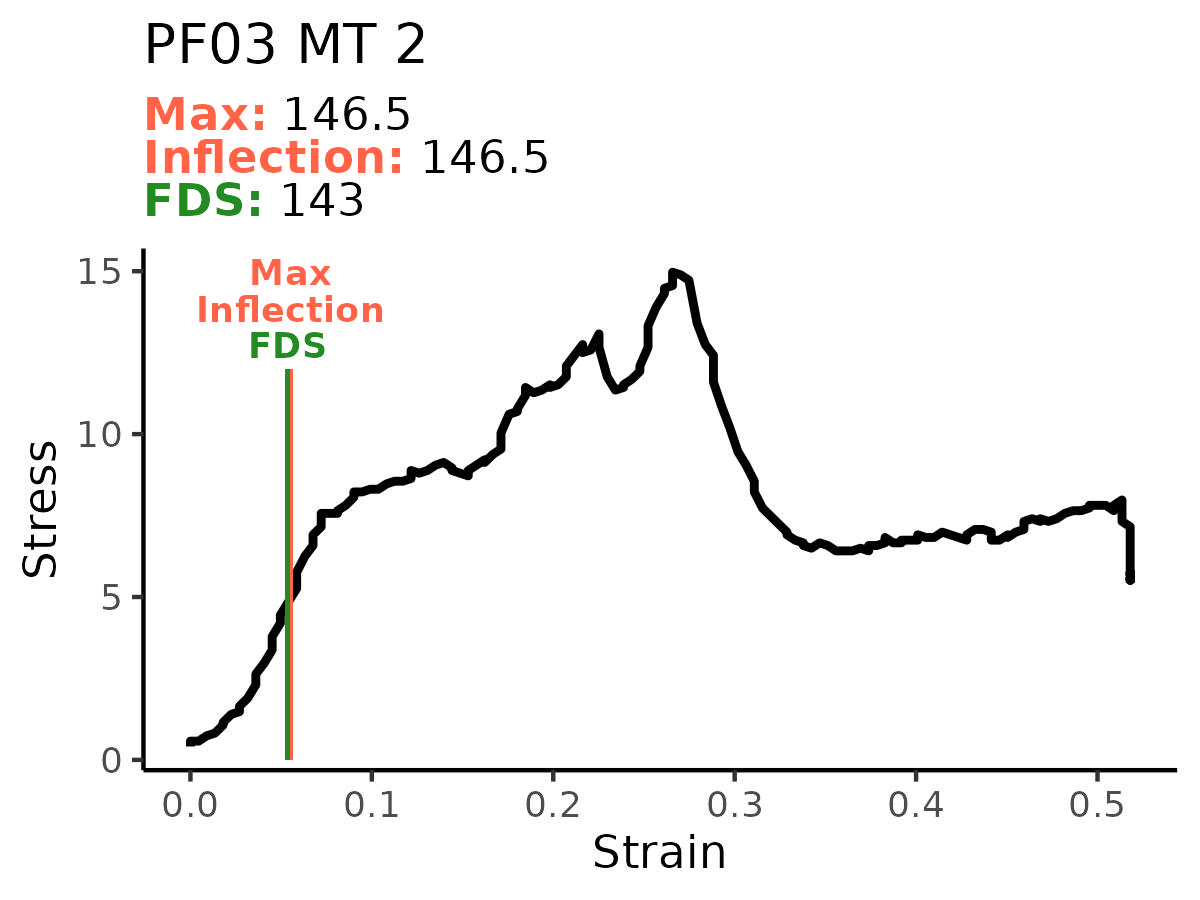 PF03 MT 2
Max: 146.5
Inflection: 146.5
FDS: 143
Max
Inflection
FDS
15
10
5
0
Stress
0.0 0.1 0.2 0.3 0.4 0.5
Strain